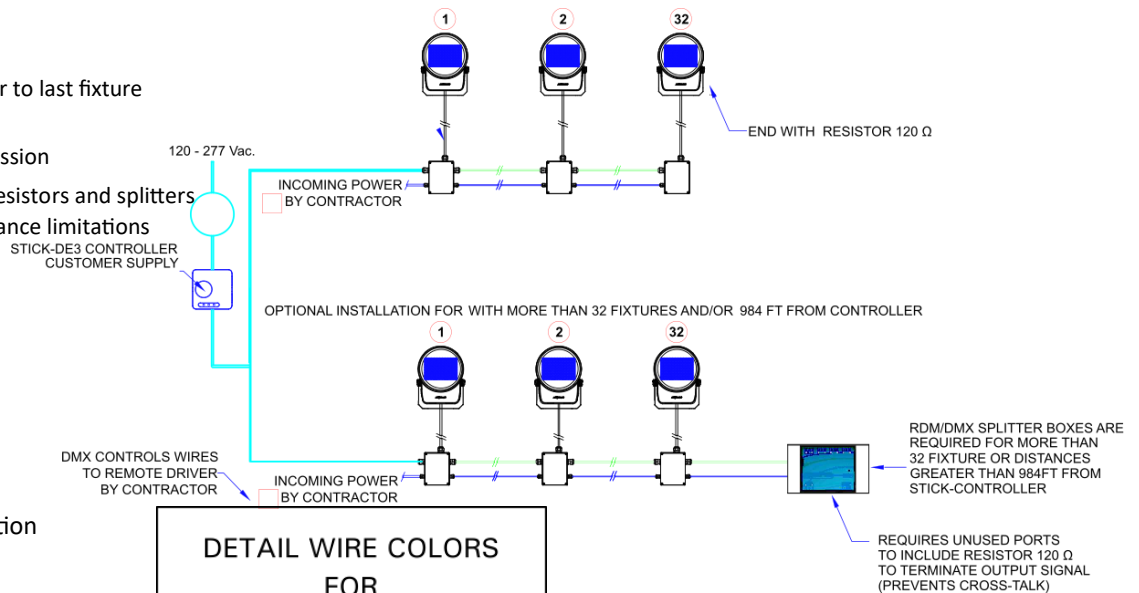 1
2
32
r to last fixture
END WITH RESISTOR 120 Ω
ssion
120 - 277 Vac.
esistors and splitters
INCOMING POWER
BY CONTRACTOR
ance limitations
STICK-DE3 CONTROLLER
CUSTOMER SUPPLY
OPTIONAL INSTALLATION FOR WITH MORE THAN 32 FIXTURES AND/OR 984 FT FROM CONTROLLER
1
2
32
DMX CONTROLS WIRES
TO REMOTE DRIVER
BY CONTRACTOR
INCOMING POWER
BY CONTRACTOR
RDM/DMX SPLITTER BOXES ARE
REQUIRED FOR MORE THAN
32 FIXTURE OR DISTANCES
GREATER THAN 984FT FROM
STICK-CONTROLLER
tion
REQUIRES UNUSED PORTS
TO INCLUDE RESISTOR 120 Ω
TO TERMINATE OUTPUT SIGNAL
(PREVENTS CROSS-TALK)
DETAIL WIRE COLORS
FOR